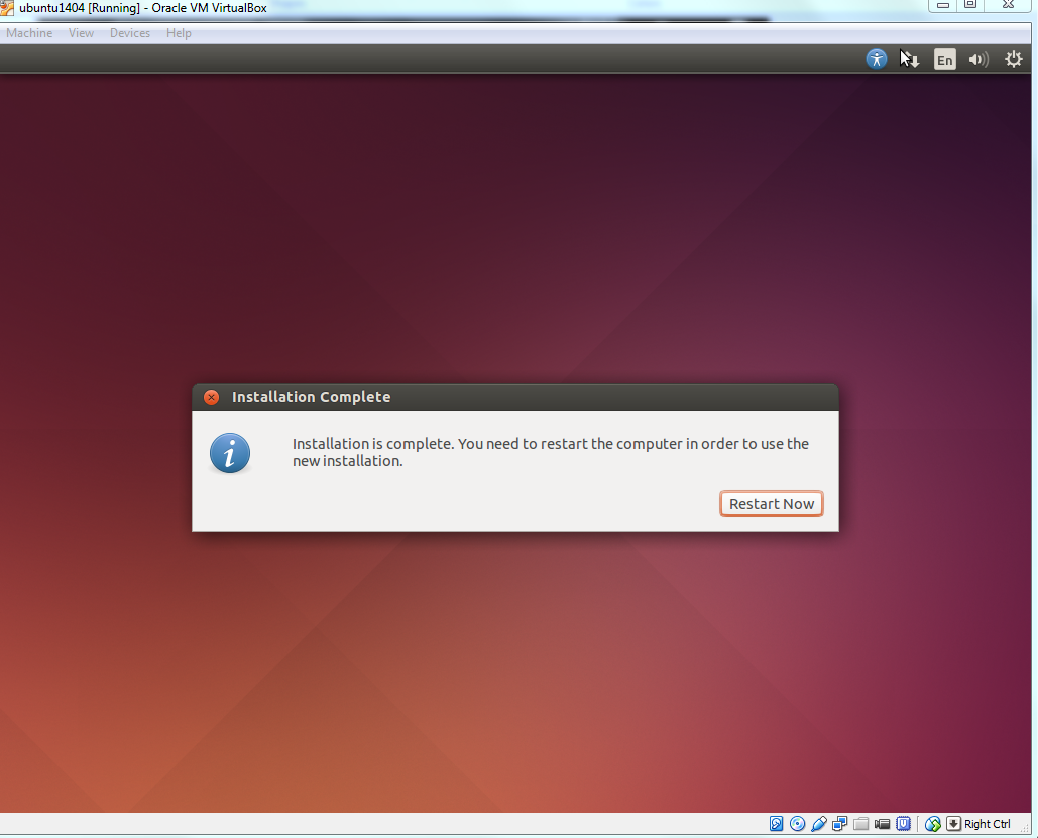 ubuntu1404 [Running] - Oracle VM VirtualBox
Machine View Devices Help
En
Installation Complete
Installation is complete. You need to restart the computer in order to use the
new installation.
Restart Now
Right Ctrl